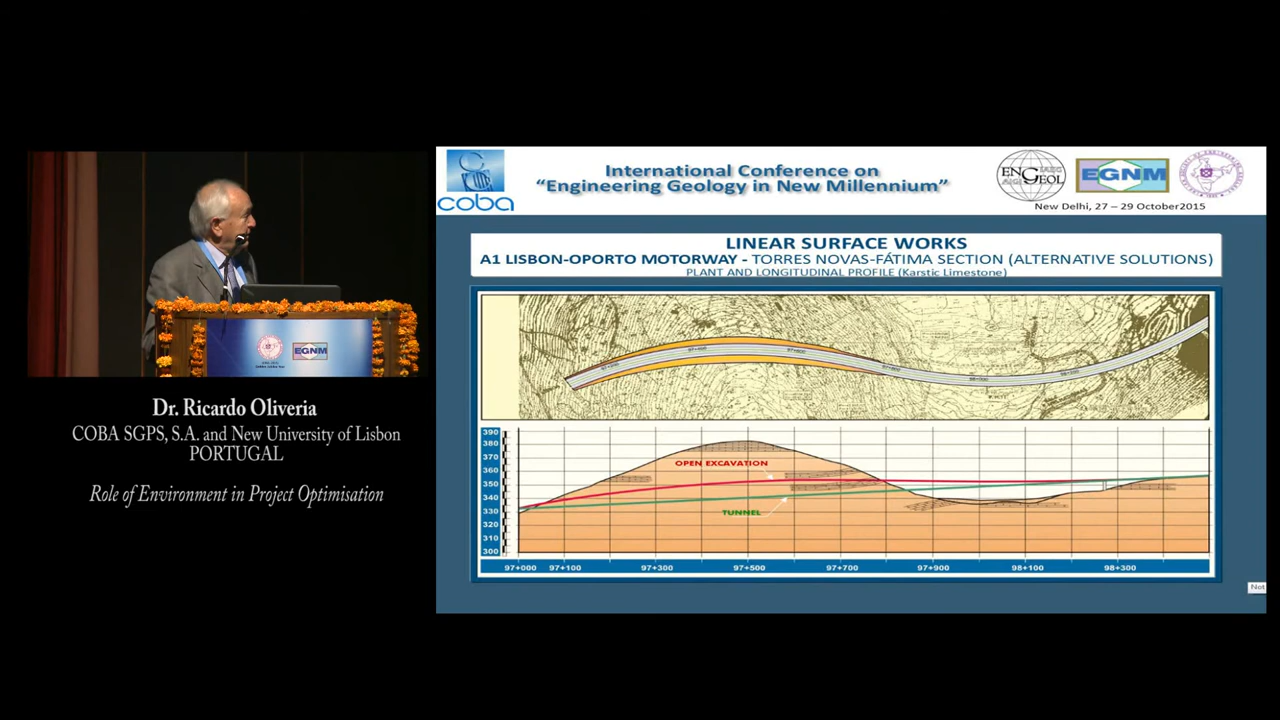 International Conference on
“Engineering Geology in New Millennium”
coba
ENGEOL
EGNM
New Delhi, 27 – 29 October2015
LINEAR SURFACE WORKS
A1 LISBON-OPORTO MOTORWAY - TORRES NOVAS-FÁTIMA SECTION (ALTERNATIVE SOLUTIONS)
PLANT AND LONGITUDINAL PROFILE (Karstic Limestone)
390
380
370
360
350
340
330
320
310
300
OPEN EXCAVATION
TUNNEL
97+000 97+100 97+300 97+500 97+700 97+900 98+100 98+300
Not
EGNM
Dr. Ricardo Oliveria
COBA SGPS, S.A. and New University of Lisbon
PORTUGAL
Role of Environment in Project Optimisation